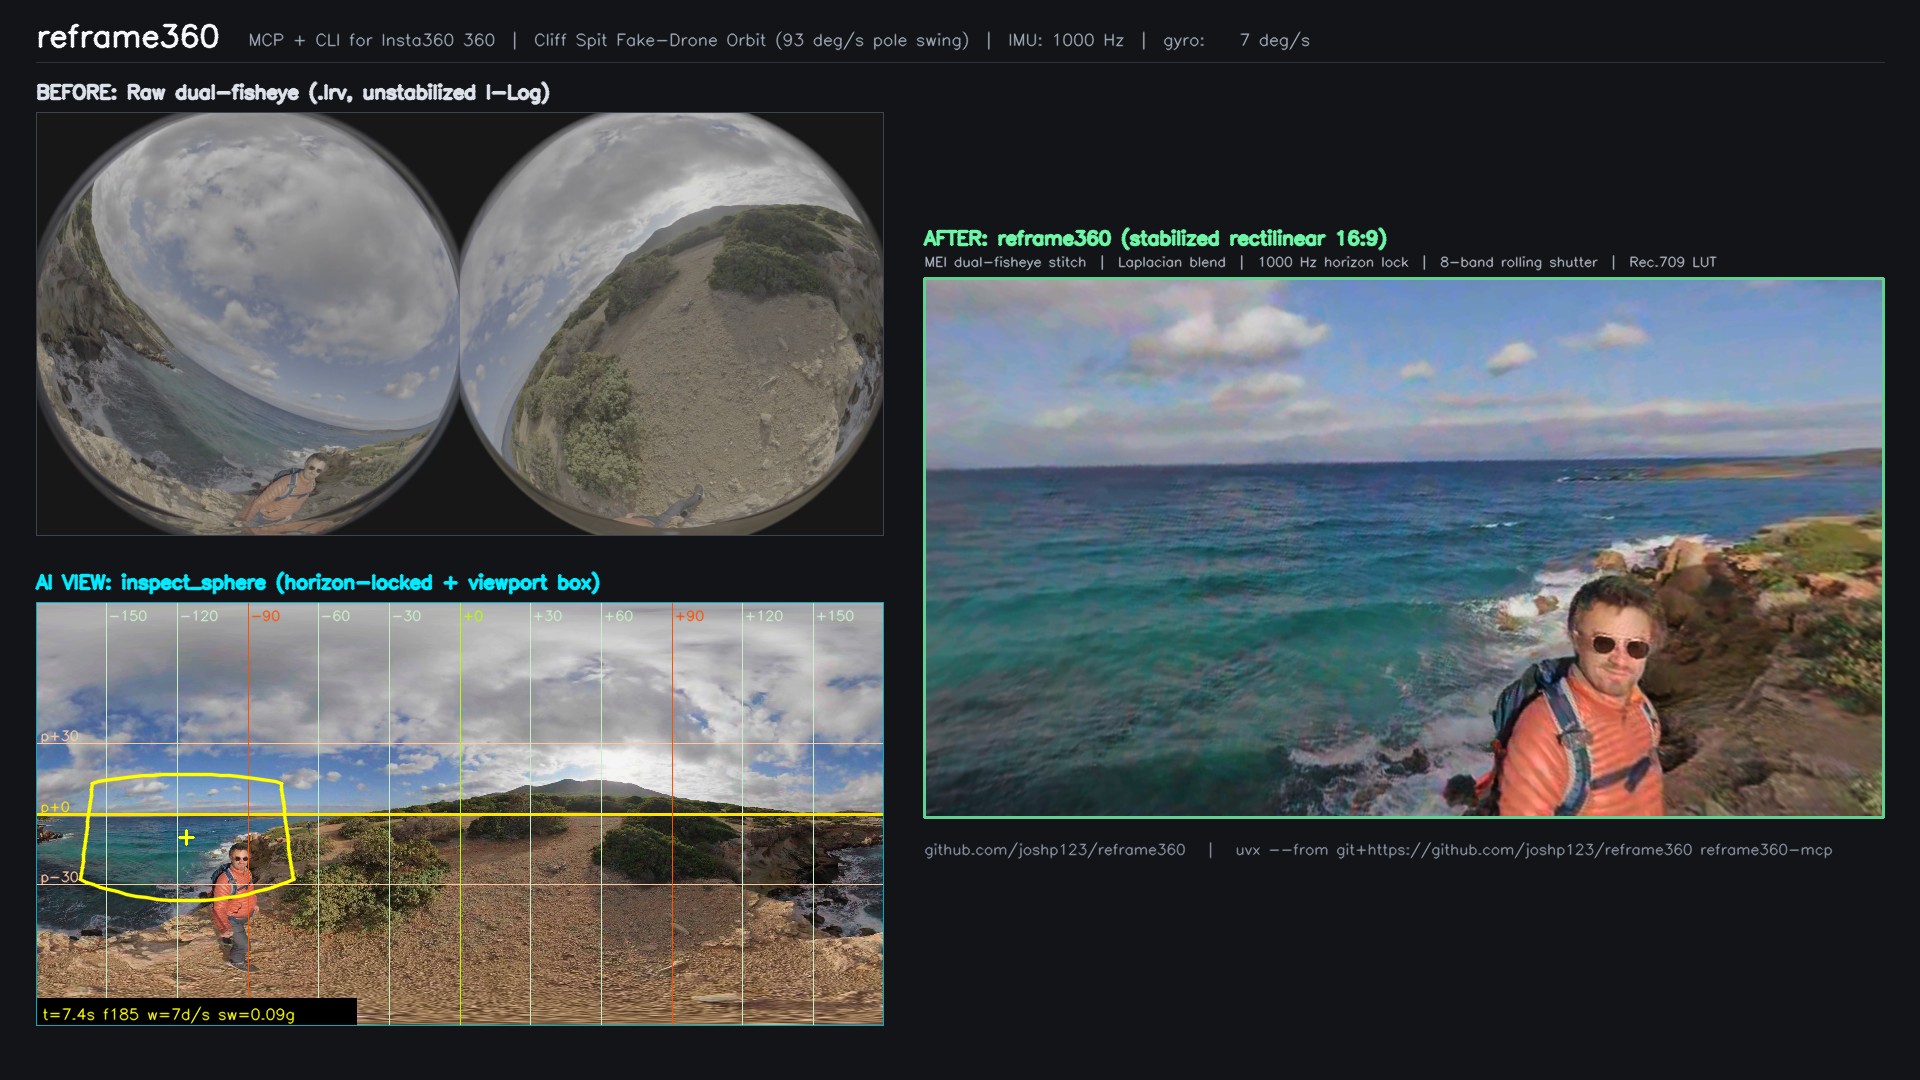 reframe360 MCP + CLI for Insta360 360 | Cliff Spit Fake-Drone Orbit (93 deg/s pole swing) | IMU: 1000 Hz | gyro: 7 deg/s
BEFORE: Raw dual-fisheye (.lrv, unstabilized I-Log)
AI VIEW: inspect_sphere (horizon-locked + viewport box)
-150 -120 -90 -60 -30 +0 +30 +60 +90 +120 +150
p+30
p+0
p-30
t=7.4s f185 w=7d/s sw=0.09g
AFTER: reframe360 (stabilized rectilinear 16:9)
MEI dual-fisheye stitch | Laplacian blend | 1000 Hz horizon lock | 8-band rolling shutter | Rec.709 LUT
github.com/joshp123/reframe360 | uvx --from git+https://github.com/joshp123/reframe360 reframe360-mcp